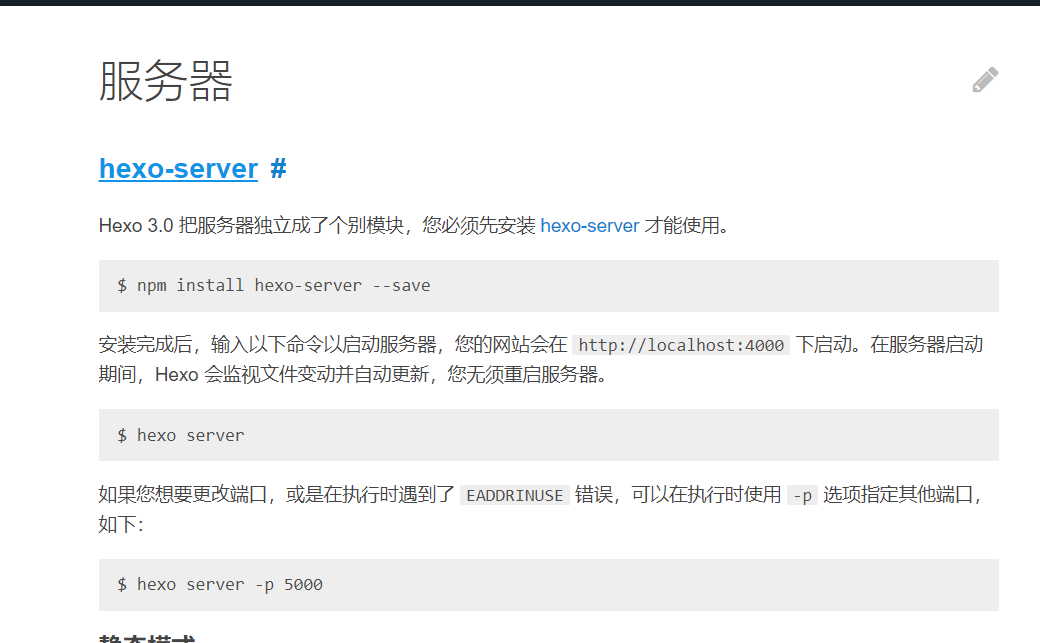 服务器
hexo-server #
Hexo 3.0 把服务器独立成了个别模块，您必须先安装 hexo-server 才能使用。
$ npm install hexo-server --save
安装完成后，输入以下命令以启动服务器，您的网站会在 http://localhost:4000 下启动。在服务器启动
期间，Hexo 会监视文件变动并自动更新，您无须重启服务器。
$ hexo server
如果您想要更改端口，或是在执行时遇到了 EADDRINUSE 错误，可以在执行时使用 -p 选项指定其他端口，
如下：
$ hexo server -p 5000
静态模式